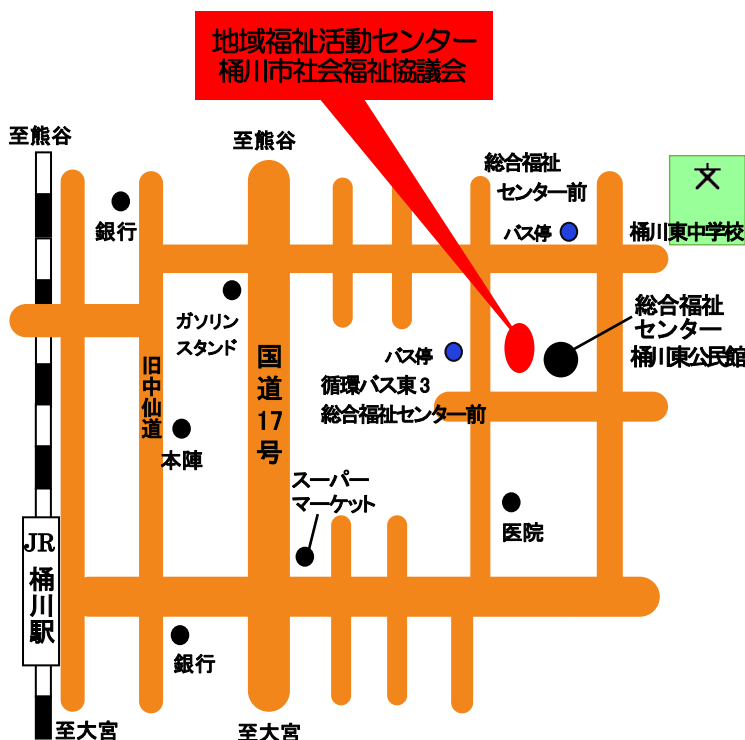 地域福祉活動センター
桶川市社会福祉協議会
至熊谷
至熊谷
総合福祉
センター前
バス停
文
桶川東中学校
銀行
ガソリン
スタンド
総合福祉
センター
桶川東公民館
旧中仙道
国道17号
バス停
循環バス東3
総合福祉センター前
本陣
スーパー
マーケット
医院
JR
桶川駅
銀行
至大宮
至大宮